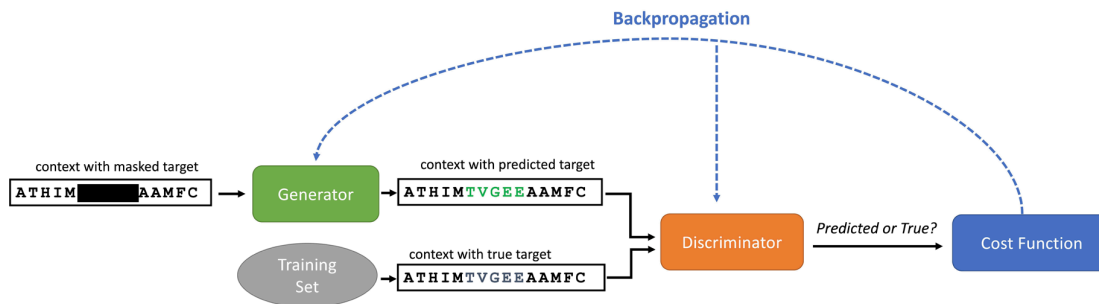 Backpropagation
context with masked target
ATHIM AAMFC
Generator
context with predicted target
ATHIMTVGEEAAMFC
Training
Set
context with true target
ATHIMTVGEEAAMFC
Discriminator
Predicted or True?
Cost Function